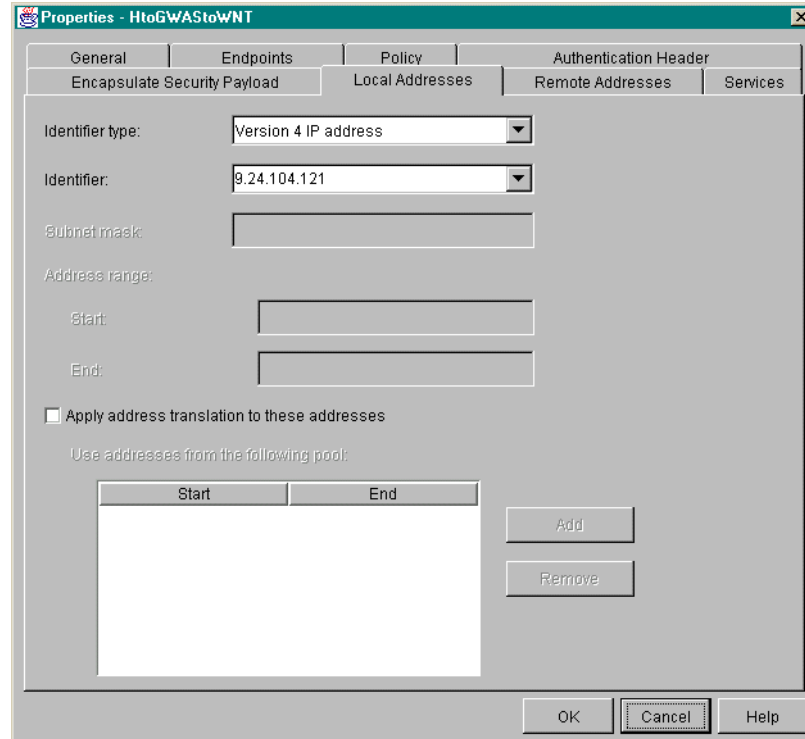 Properties - HtoGWAStoWNT
General Endpoints Policy Authentication Header
Encapsulate Security Payload Local Addresses Remote Addresses Services
Identifier type: Version 4 IP address
Identifier: 9.24.104.121
Subnet mask:
Address range:
Start:
End:
Apply address translation to these addresses
Use addresses from the following pool:
Start End
Add
Remove
OK Cancel Help